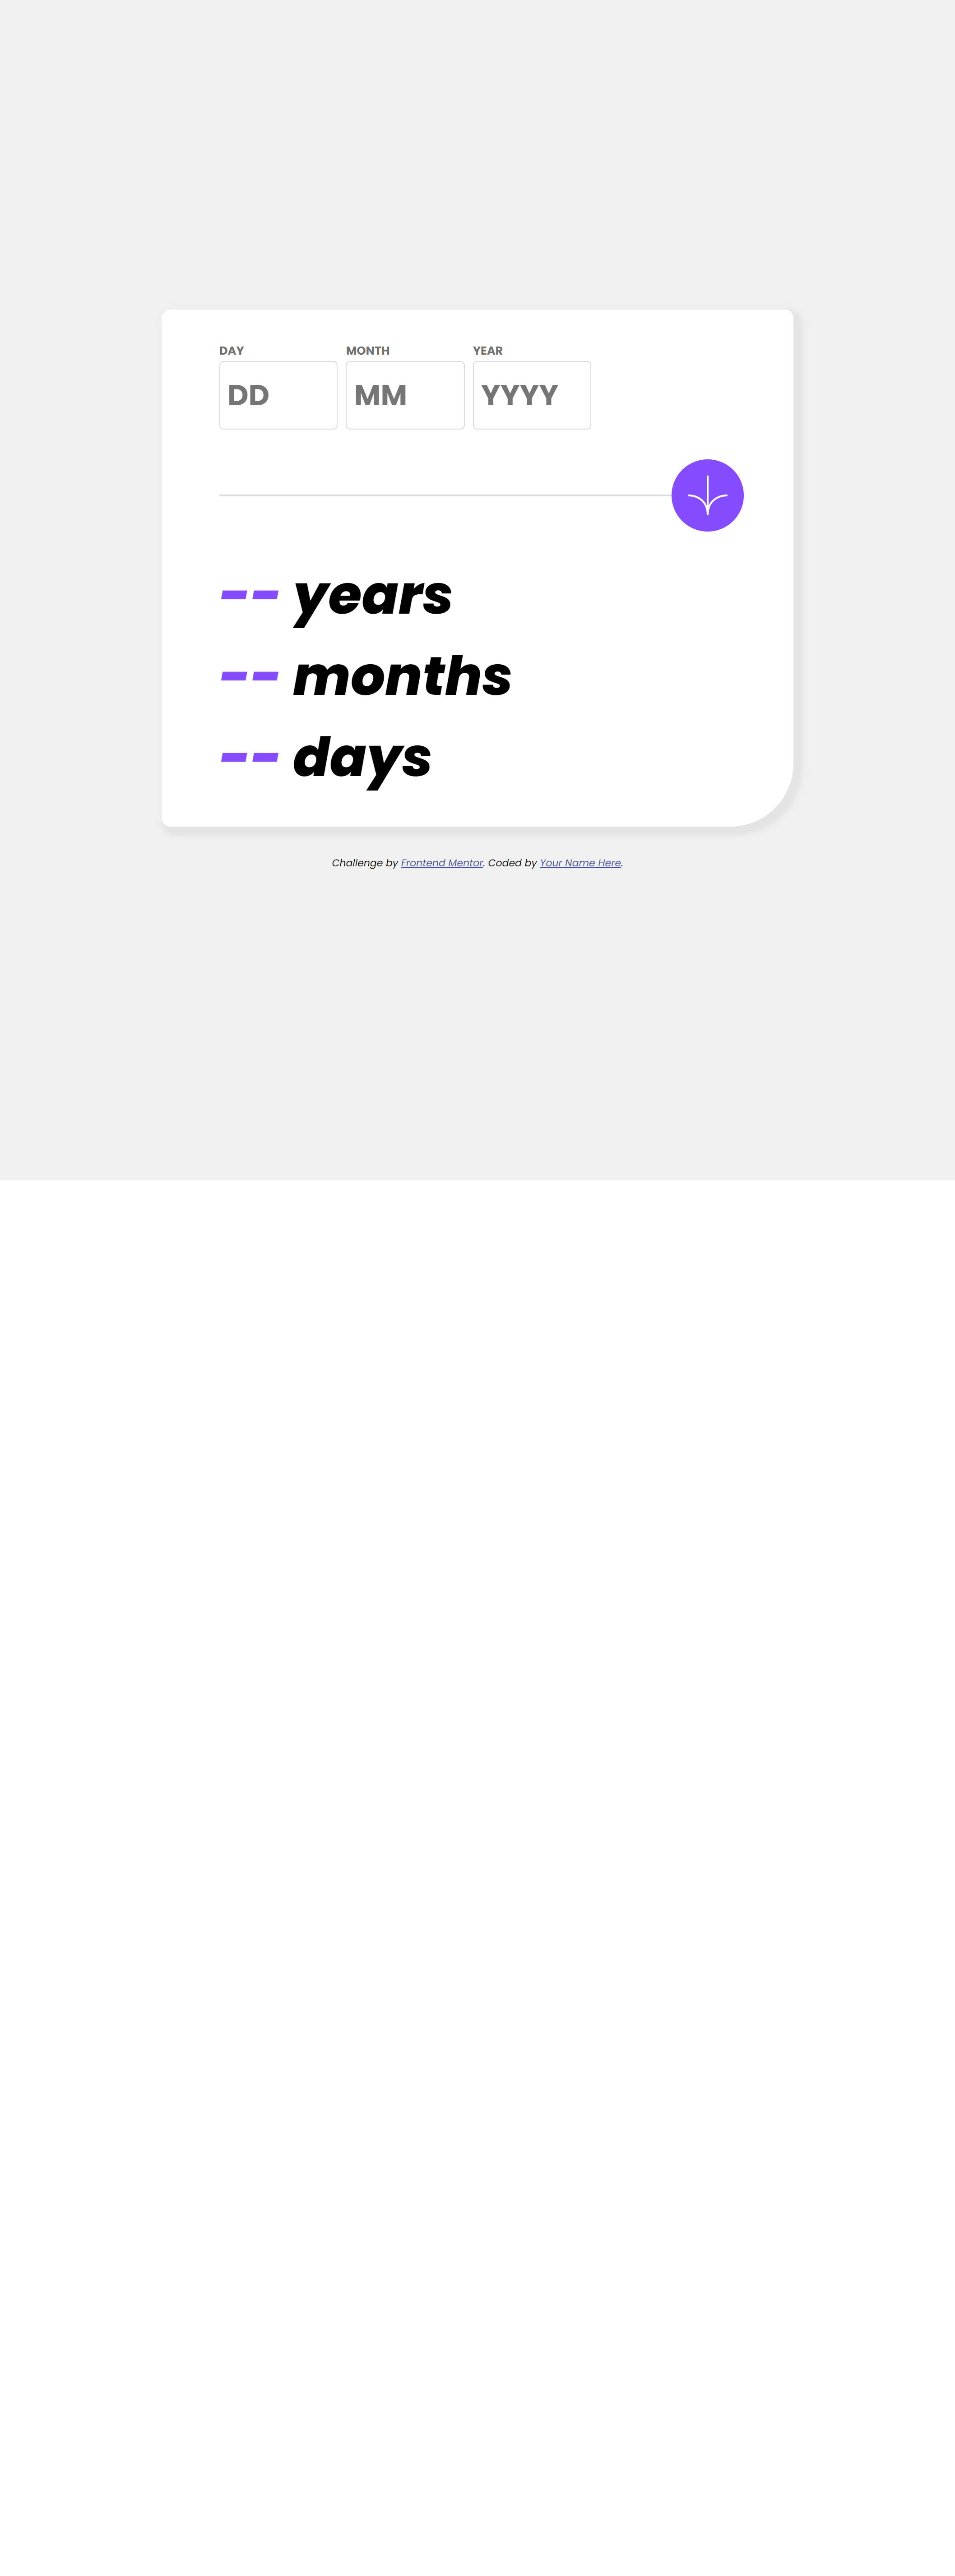 DAY MONTH YEAR
DD MM YYYY
-- years
-- months
-- days
Challenge by Frontend Mentor. Coded by Your Name Here.